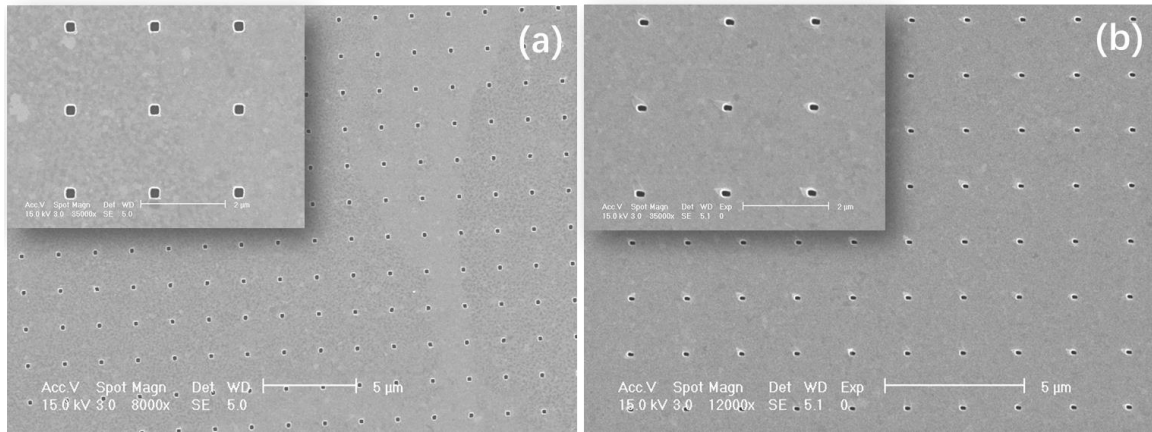 (a)
Acc.V Spot Magn Det WD
15.0 kV 3.0 35000x SE 5.0
2 µm
Acc.V Spot Magn Det WD
15.0 kV 3.0 8000x SE 5.0
5 µm
(b)
Acc.V Spot Magn Det WD Exp
15.0 kV 3.0 35000x SE 5.1 0
2 µm
Acc.V Spot Magn Det WD Exp
15.0 kV 3.0 12000x SE 5.1 0
5 µm